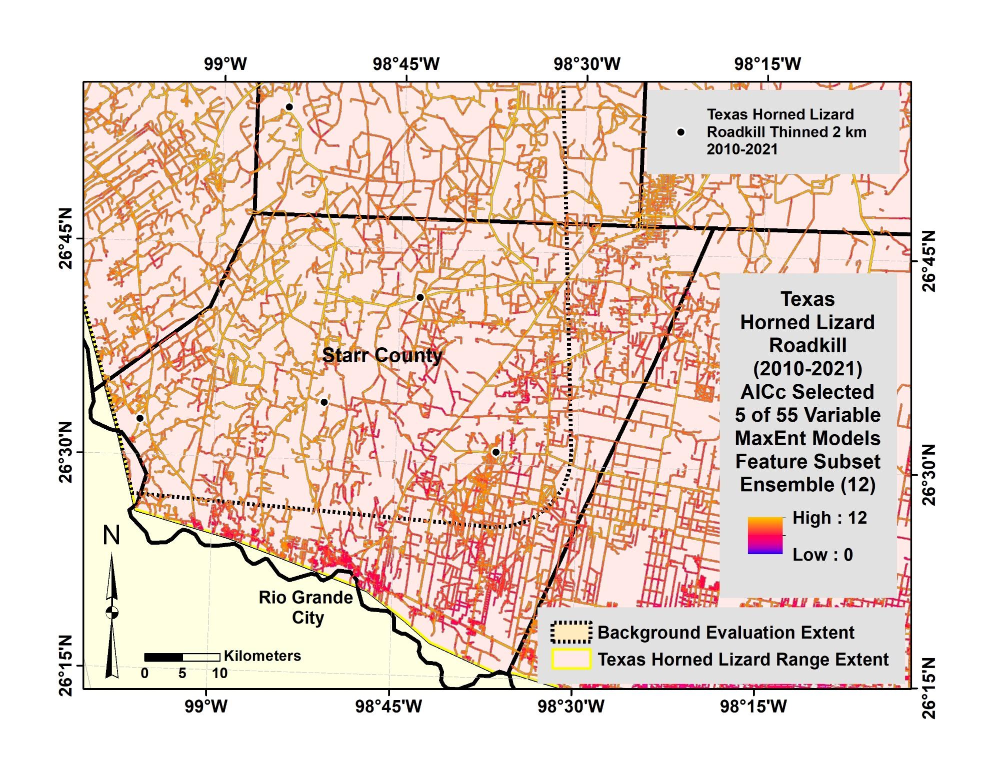 99°W
98°45'W
98°30'W
98°15'W
Texas Horned Lizard
Roadkill Thinned 2 km
2010-2021
26°45'N
26°45'N
Texas
Horned Lizard
Roadkill
(2010-2021)
AICc Selected
5 of 55 Variable
MaxEnt Models
Feature Subset
Ensemble (12)
High : 12
Low : 0
Starr County
26°30'N
26°30'N
N
Rio Grande
City
Background Evaluation Extent
Texas Horned Lizard Range Extent
Kilometers
0 5 10
26°15'N
26°15'N
99°W
98°45'W
98°30'W
98°15'W